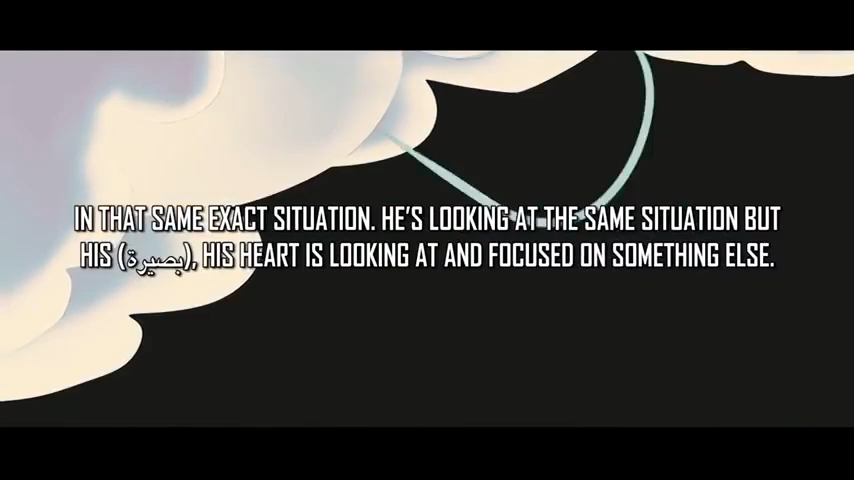 IN THAT SAME EXACT SITUATION. HE'S LOOKING AT THE SAME SITUATION BUT
HIS (بصيرة), HIS HEART IS LOOKING AT AND FOCUSED ON SOMETHING ELSE.